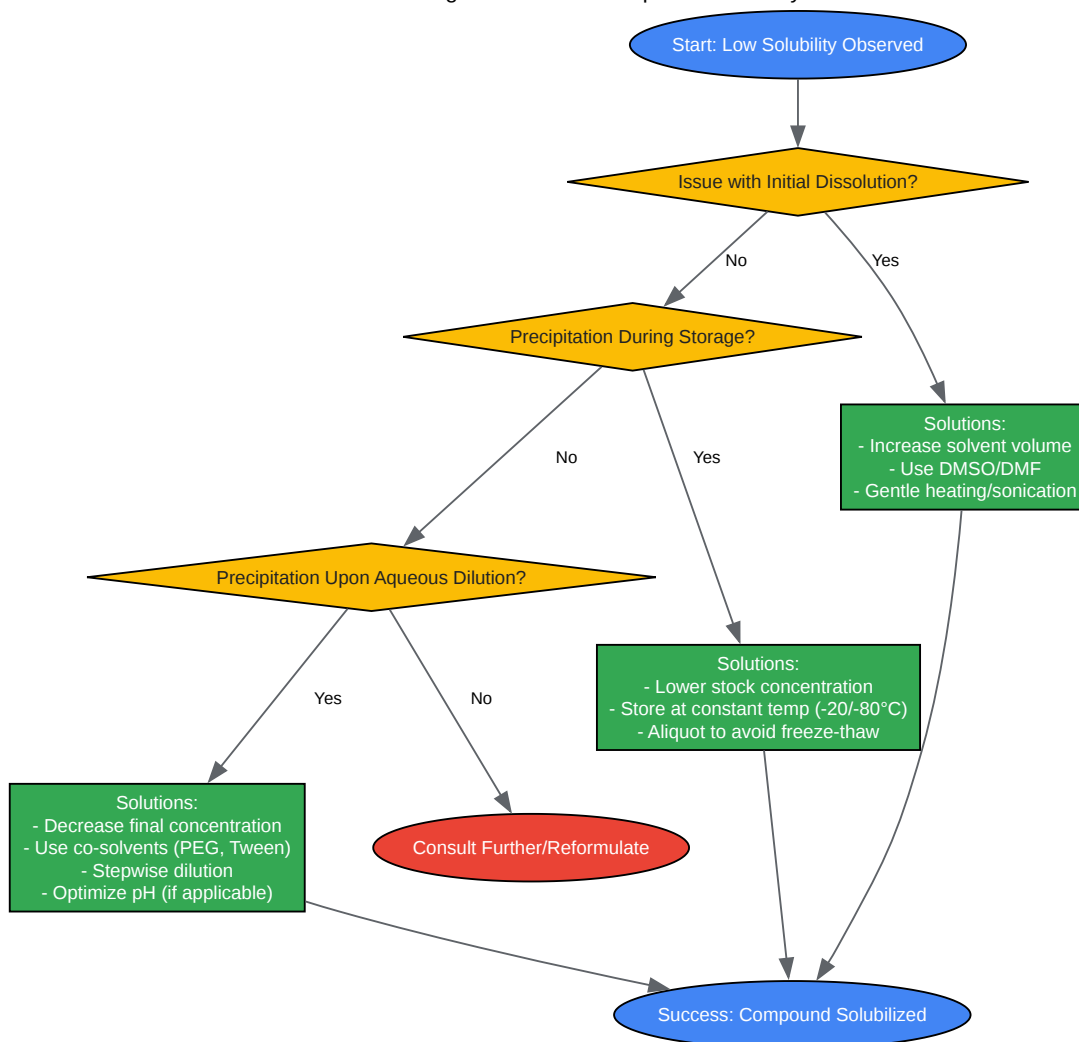 Start: Low Solubility Observed
Issue with Initial Dissolution?
No
Yes
Precipitation During Storage?
Solutions:
- Increase solvent volume
- Use DMSO/DMF
- Gentle heating/sonication
No
Yes
Precipitation Upon Aqueous Dilution?
Solutions:
- Lower stock concentration
- Store at constant temp (-20/-80°C)
- Aliquot to avoid freeze-thaw
Yes
No
Solutions:
- Decrease final concentration
- Use co-solvents (PEG, Tween)
- Stepwise dilution
- Optimize pH (if applicable)
Consult Further/Reformulate
Success: Compound Solubilized